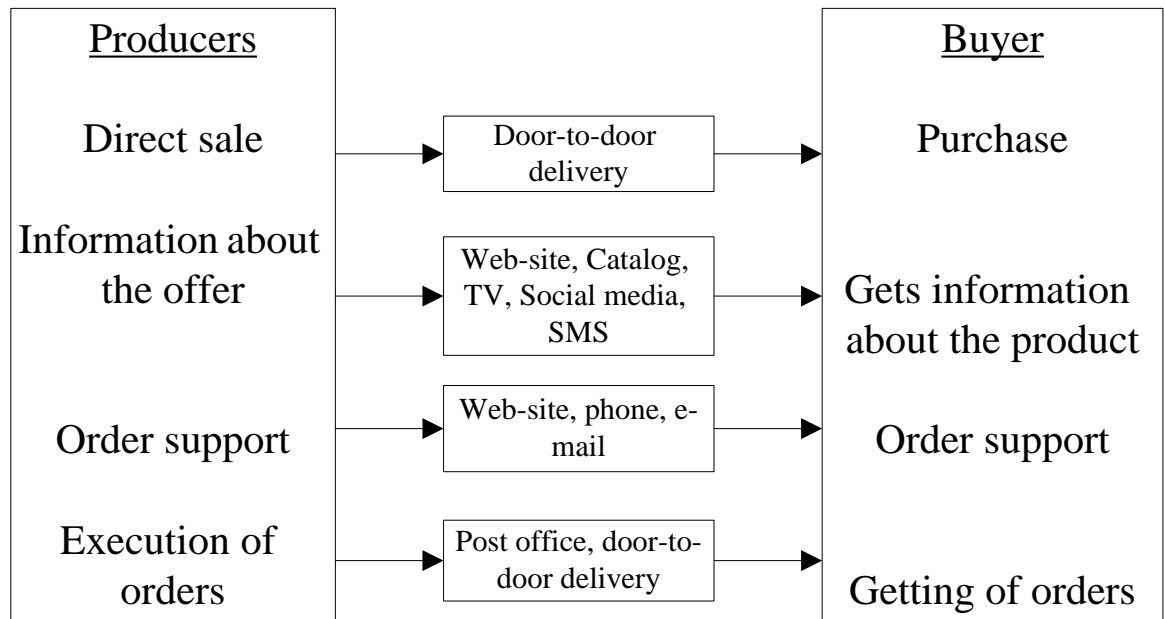 Producers
Direct sale
Information about
the offer
Order support
Execution of
orders
Door-to-door
delivery
Web-site, Catalog,
TV, Social media,
SMS
Web-site, phone, e-
mail
Post office, door-to-
door delivery
Buyer
Purchase
Gets information
about the product
Order support
Getting of orders